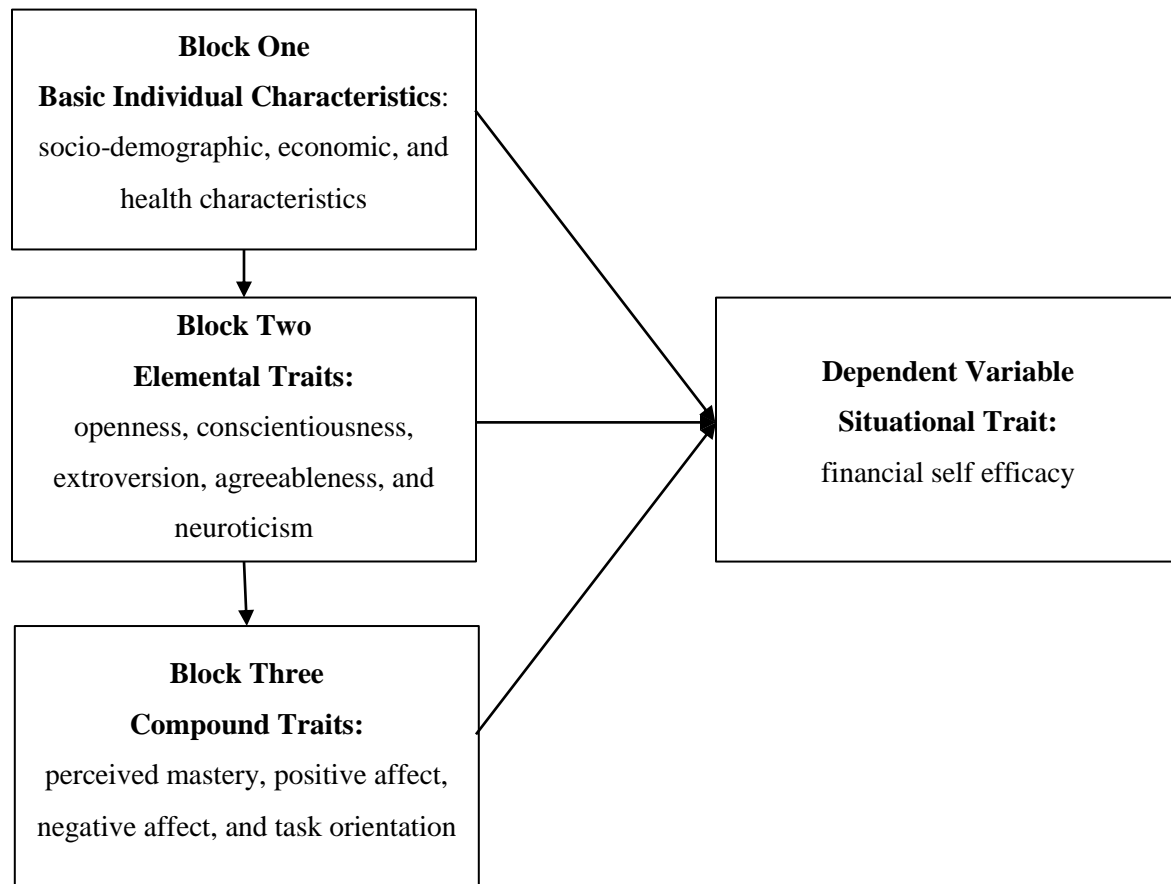 Block One
Basic Individual Characteristics:
socio-demographic, economic, and
health characteristics
Block Two
Elemental Traits:
openness, conscientiousness,
extroversion, agreeableness, and
neuroticism
Dependent Variable
Situational Trait:
financial self efficacy
Block Three
Compound Traits:
perceived mastery, positive affect,
negative affect, and task orientation